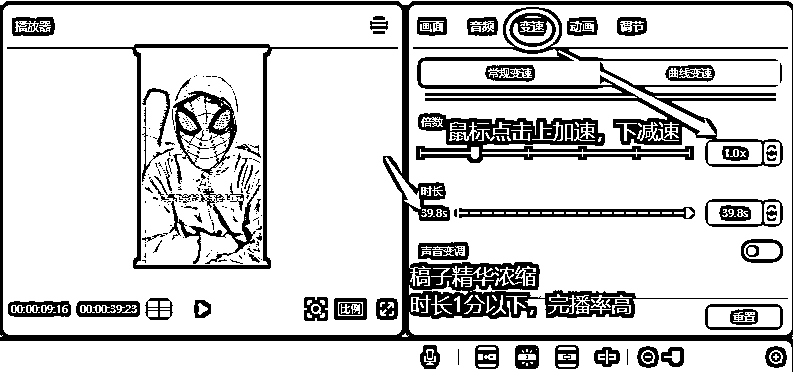 播放器
画面 音频 变速 动画 调节
常规变速 曲线变速
倍数
鼠标点击上加速，下减速
1.0x
时长
39.8s
39.8s
声音变调
稿子精华浓缩
时长1分以下，完播率高
00:00:09:16 00:00:39:23
比例
重置